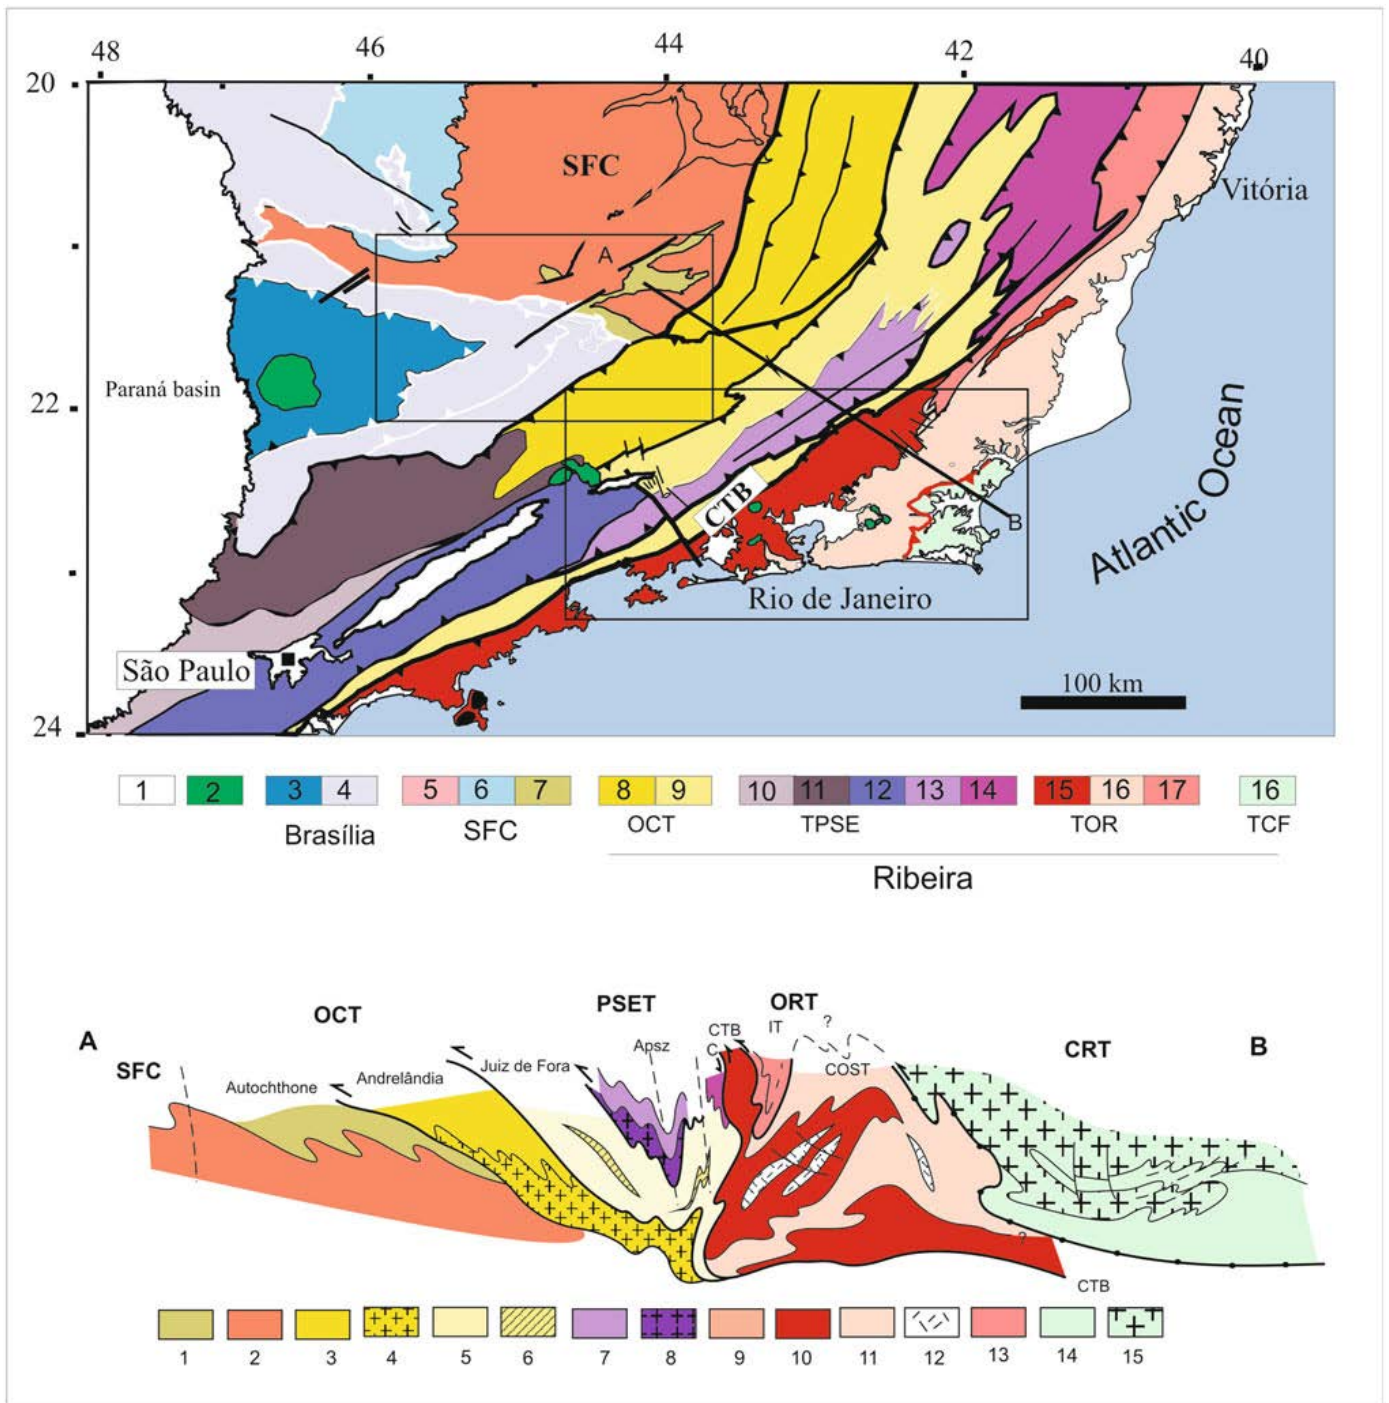 48 46 44 42 40
20
SFC
Vitória
A
Paraná basin
22
CTB
B
Atlantic Ocean
Rio de Janeiro
São Paulo
100 km
24
1 2 3 4 5 6 7 8 9 10 11 12 13 14 15 16 17 16
Brasília SFC OCT TPSE TOR TCF
Ribeira
OCT PSET ORT
CTB IT ?
A CRT B
SFC Autochthone Andrelândia Juiz de Fora Apsz C COST
?
CTB
1 2 3 4 5 6 7 8 9 10 11 12 13 14 15